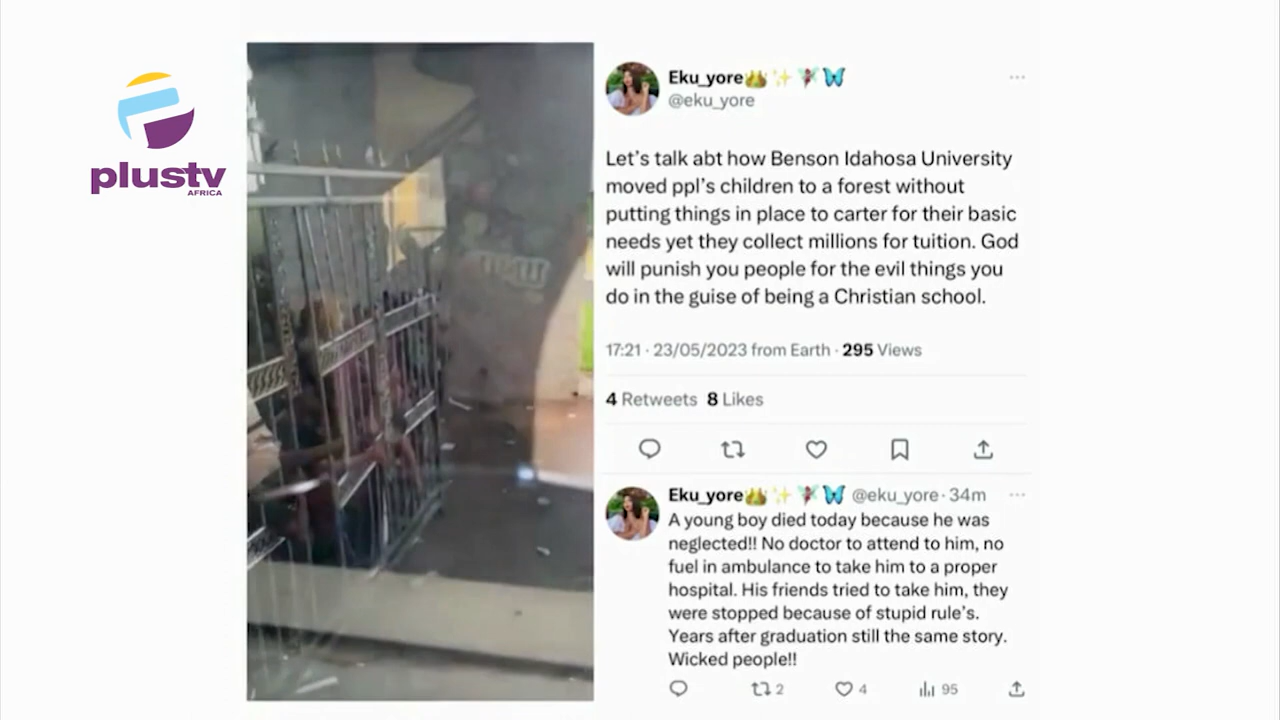 plustv
AFRICA
Eku_yore👑✨🧚🦋
@eku_yore
Let's talk abt how Benson Idahosa University
moved ppl's children to a forest without
putting things in place to carter for their basic
needs yet they collect millions for tuition. God
will punish you people for the evil things you
do in the guise of being a Christian school.
17:21 · 23/05/2023 from Earth · 295 Views
4 Retweets 8 Likes
Eku_yore👑✨🧚🦋 @eku_yore · 34m
A young boy died today because he was
neglected!! No doctor to attend to him, no
fuel in ambulance to take him to a proper
hospital. His friends tried to take him, they
were stopped because of stupid rule's.
Years after graduation still the same story.
Wicked people!!
2 4 95